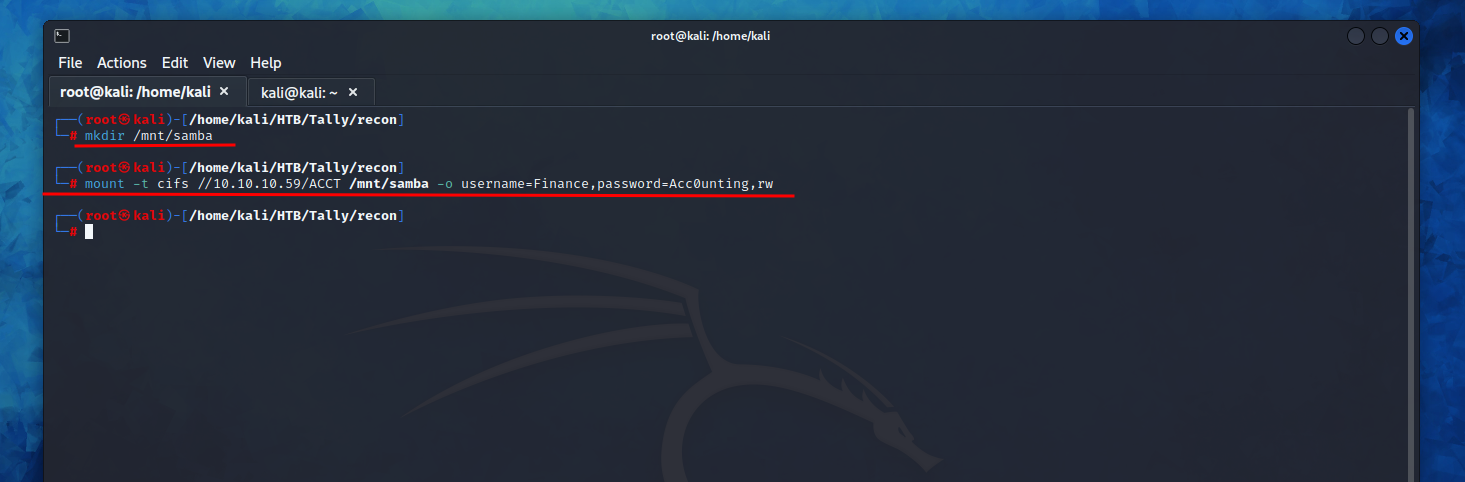 root@kali: /home/kali
File Actions Edit View Help
root@kali: /home/kali × kali@kali: ~ ×
┌──(root㉿kali)-[/home/kali/HTB/Tally/recon]
└─# mkdir /mnt/samba
┌──(root㉿kali)-[/home/kali/HTB/Tally/recon]
└─# mount -t cifs //10.10.10.59/ACCT /mnt/samba -o username=Finance,password=Acc0unting,rw
┌──(root㉿kali)-[/home/kali/HTB/Tally/recon]
└─#